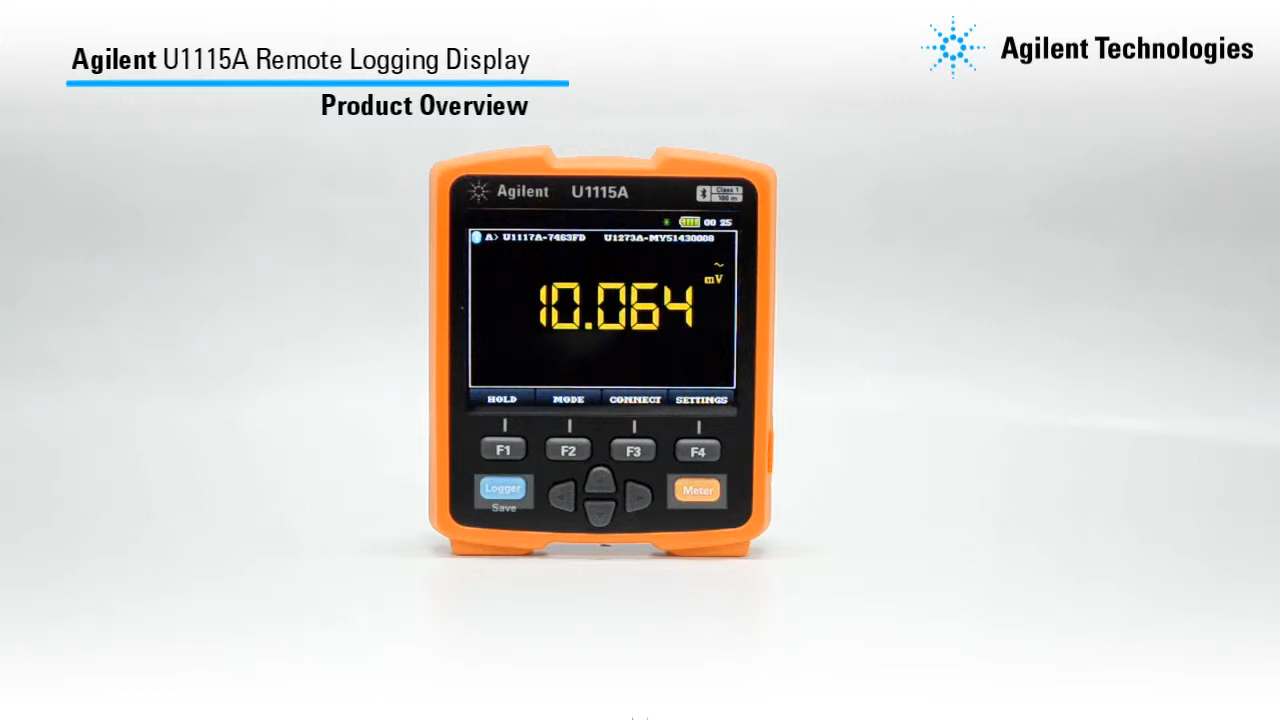 Agilent U1115A Remote Logging Display
Product Overview
Agilent Technologies
Agilent U1115A
Class 1
100 m
00 25
A> U1117A-7463FD U1273A-MY51430008
~
mV
10.064
HOLD MODE CONNECT SETTINGS
F1 F2 F3 F4
Logger
Save
Meter